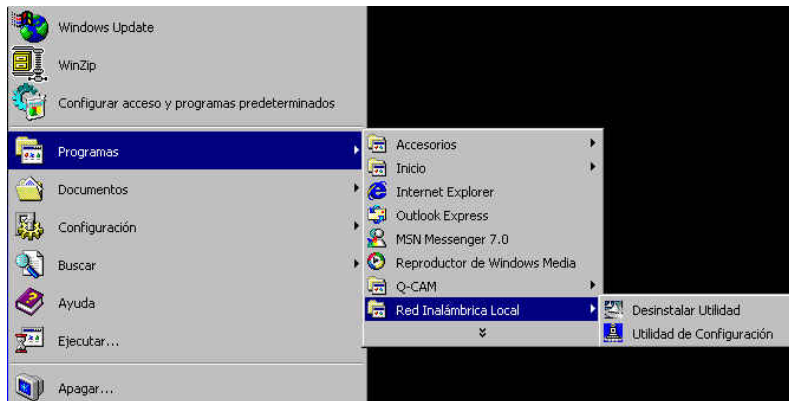 Windows Update
WinZip
Configurar acceso y programas predeterminados
Programas
Documentos
Configuración
Buscar
Ayuda
Ejecutar...
Apagar...
Accesorios
Inicio
Internet Explorer
Outlook Express
MSN Messenger 7.0
Reproductor de Windows Media
Q-CAM
Red Inalámbrica Local
Desinstalar Utilidad
Utilidad de Configuración